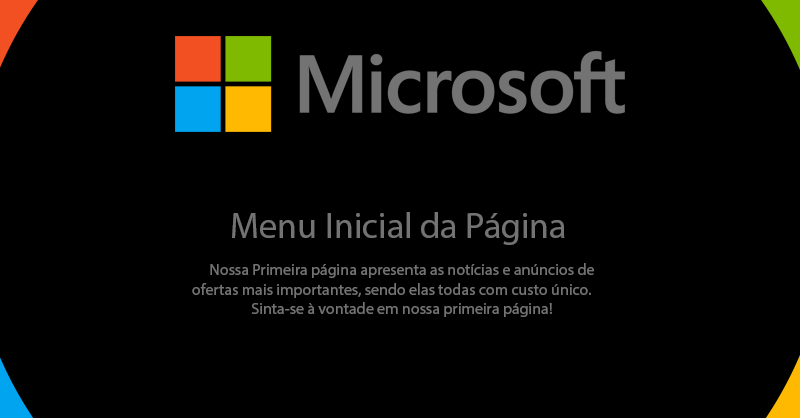 Microsoft
Menu Inicial da Página
Nossa Primeira página apresenta as notícias e anúncios de
ofertas mais importantes, sendo elas todas com custo único.
Sinta-se à vontade em nossa primeira página!